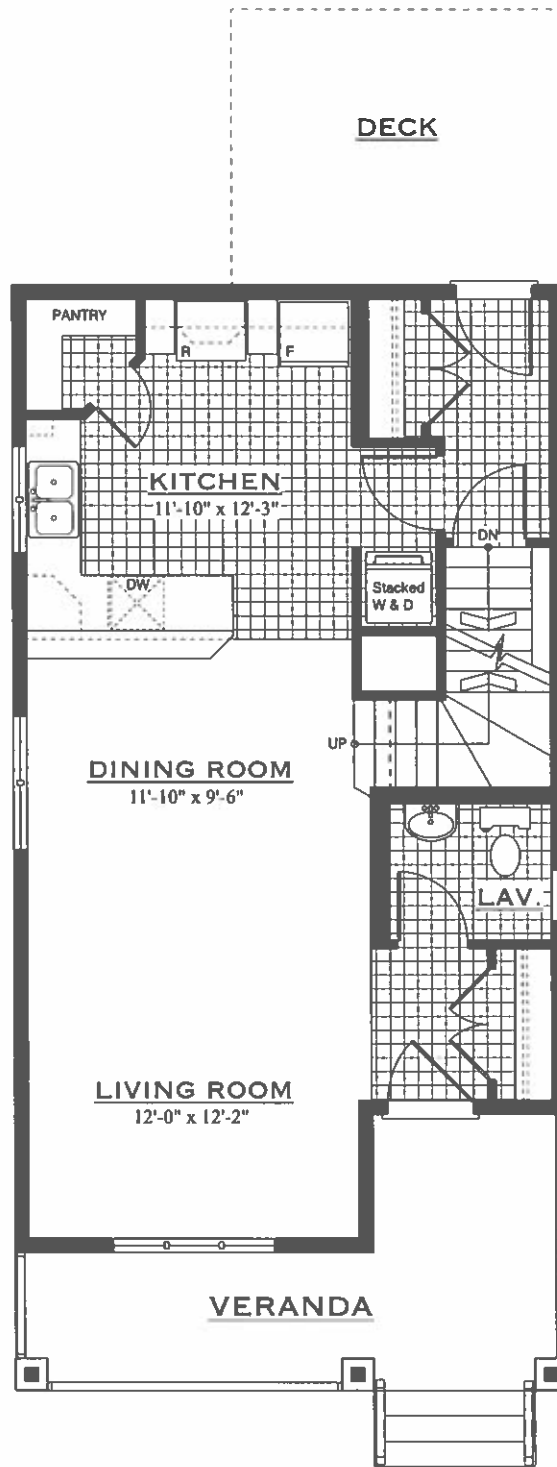 DECK
PANTRY
R
F
KITCHEN
11'-10" x 12'-3"
DN
DW
Stacked
W & D
UP
DINING ROOM
11'-10" x 9'-6"
LAV.
LIVING ROOM
12'-0" x 12'-2"
VERANDA